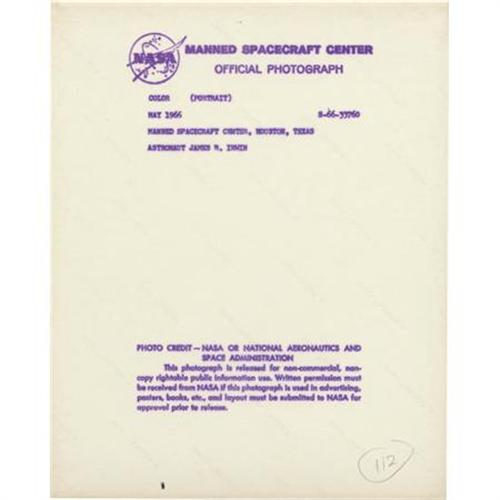 NASA
MANNED SPACECRAFT CENTER
OFFICIAL PHOTOGRAPH
COLOR (PORTRAIT)
MAY 1966 S-66-33760
MANNED SPACECRAFT CENTER, HOUSTON, TEXAS
ASTRONAUT JAMES B. IRWIN
PHOTO CREDIT—NASA OR NATIONAL AERONAUTICS AND
SPACE ADMINISTRATION
This photograph is released for non-commercial, non-
copy rightable public information use. Written permission must
be received from NASA if this photograph is used in advertising,
posters, books, etc., and layout must be submitted to NASA for
approval prior to release.
112